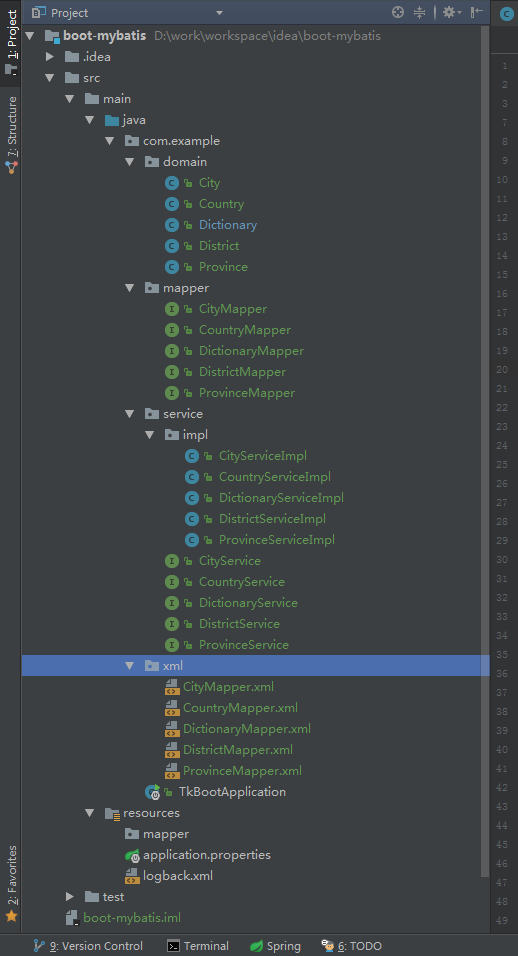 Project
boot-mybatis D:\work\workspace\idea\boot-mybatis
.idea
src
main
java
com.example
domain
City
Country
Dictionary
District
Province
mapper
CityMapper
CountryMapper
DictionaryMapper
DistrictMapper
ProvinceMapper
service
impl
CityServiceImpl
CountryServiceImpl
DictionaryServiceImpl
DistrictServiceImpl
ProvinceServiceImpl
CityService
CountryService
DictionaryService
DistrictService
ProvinceService
xml
CityMapper.xml
CountryMapper.xml
DictionaryMapper.xml
DistrictMapper.xml
ProvinceMapper.xml
TkBootApplication
resources
mapper
application.properties
logback.xml
test
boot-mybatis.iml
1: Project
7: Structure
2: Favorites
1
2
3
7
8
9
10
11
12
13
14
15
16
17
18
19
20
21
22
23
24
25
26
27
28
29
30
31
32
33
34
35
36
37
38
39
40
41
42
43
44
45
46
47
48
49
9: Version Control
Terminal
Spring
6: TODO